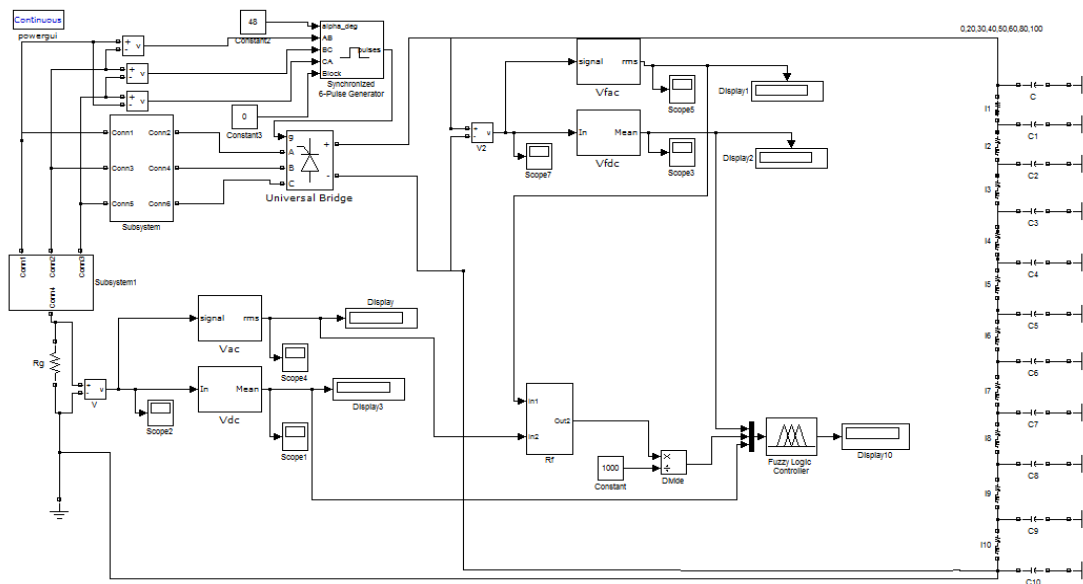 Continuous
powergui
48
Constant2
alpha_deg
AB
BC
CA
Block
pulses
Synchronized
6-Pulse Generator
0
Constant3
+
-
v
+
-
v
+
-
v
Conn1
Conn2
Conn3
Conn4
Conn5
Conn6
Subsystem
g
A
B
C
+
-
Universal Bridge
Conn1
Conn2
Conn3
Conn4
Subsystem1
Rg
+
-
v
V
Scope2
signal
rms
Vac
Display
Scope4
In
Mean
Vdc
Display3
Scope1
+
-
v
V2
Scope7
signal
rms
Vfac
Scope5
Display1
In
Mean
Vfdc
Scope3
Display2
In1
In2
Out2
Rf
1000
Constant
×
÷
Divide
Fuzzy Logic
Controller
Display10
0,20,30,40,50,60,80,100
C
I1
C1
I2
C2
I3
C3
I4
C4
I5
C5
I6
C6
I7
C7
I8
C8
I9
C9
I10
C10